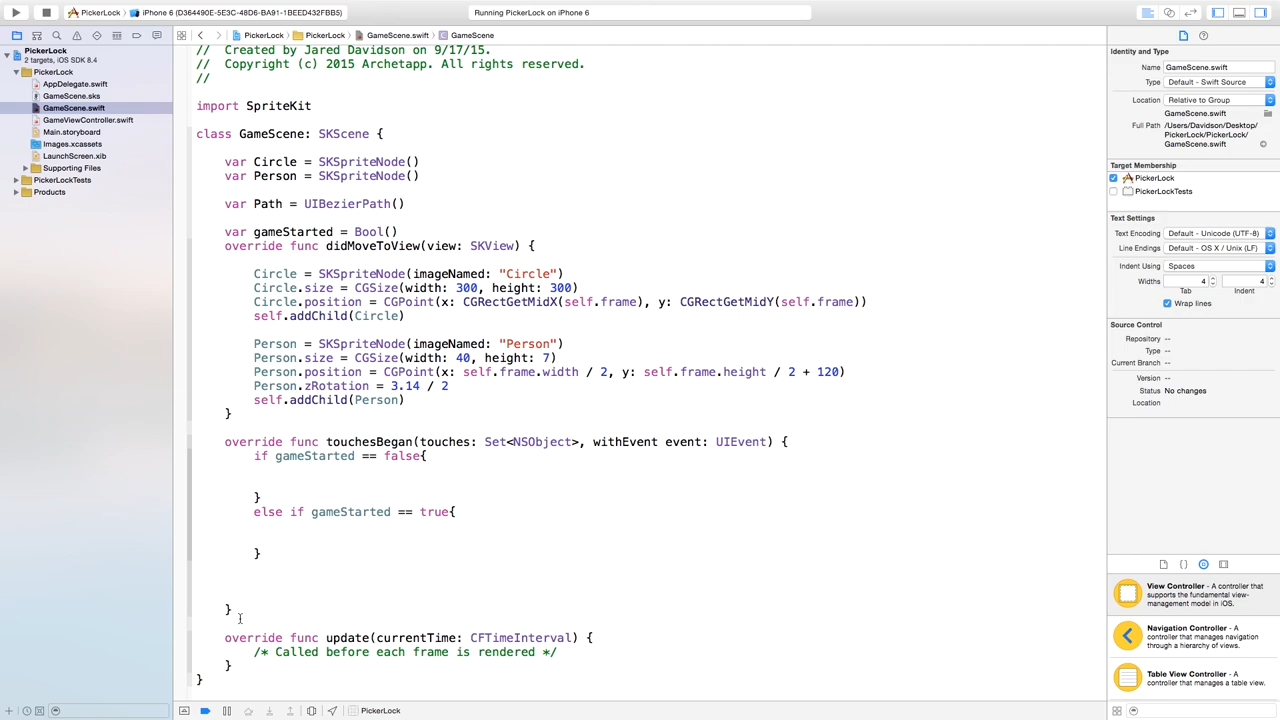 PickerLock
iPhone 6 (D364490E-5E3C-48D6-BA91-1BEED432FBB5)
Running PickerLock on iPhone 6
PickerLock
2 targets, iOS SDK 8.4
PickerLock
AppDelegate.swift
GameScene.sks
GameScene.swift
GameViewController.swift
Main.storyboard
Images.xcassets
LaunchScreen.xib
Supporting Files
PickerLockTests
Products
PickerLock
PickerLock
GameScene.swift
GameScene
//  Created by Jared Davidson on 9/17/15.
//  Copyright (c) 2015 Archetapp. All rights reserved.
//
import SpriteKit
class GameScene: SKScene {
var Circle = SKSpriteNode()
var Person = SKSpriteNode()
var Path = UIBezierPath()
var gameStarted = Bool()
override func didMoveToView(view: SKView) {
Circle = SKSpriteNode(imageNamed: "Circle")
Circle.size = CGSize(width: 300, height: 300)
Circle.position = CGPoint(x: CGRectGetMidX(self.frame), y: CGRectGetMidY(self.frame))
self.addChild(Circle)
Person = SKSpriteNode(imageNamed: "Person")
Person.size = CGSize(width: 40, height: 7)
Person.position = CGPoint(x: self.frame.width / 2, y: self.frame.height / 2 + 120)
Person.zRotation = 3.14 / 2
self.addChild(Person)
}
override func touchesBegan(touches: Set<NSObject>, withEvent event: UIEvent) {
if gameStarted == false{
}
else if gameStarted == true{
}
}
override func update(currentTime: CFTimeInterval) {
/* Called before each frame is rendered */
}
}
PickerLock
Identity and Type
Name GameScene.swift
Type Default - Swift Source
Location Relative to Group
GameScene.swift
Full Path /Users/Davidson/Desktop/
PickerLock/PickerLock/
GameScene.swift
Target Membership
PickerLock
PickerLockTests
Text Settings
Text Encoding Default - Unicode (UTF-8)
Line Endings Default - OS X / Unix (LF)
Indent Using Spaces
Widths 4 4
Tab Indent
Wrap lines
Source Control
Repository --
Type --
Current Branch --
Version --
Status No changes
Location
View Controller - A controller that
supports the fundamental view-
management model in iOS.
Navigation Controller - A
controller that manages navigation
through a hierarchy of views.
Table View Controller - A
controller that manages a table view.